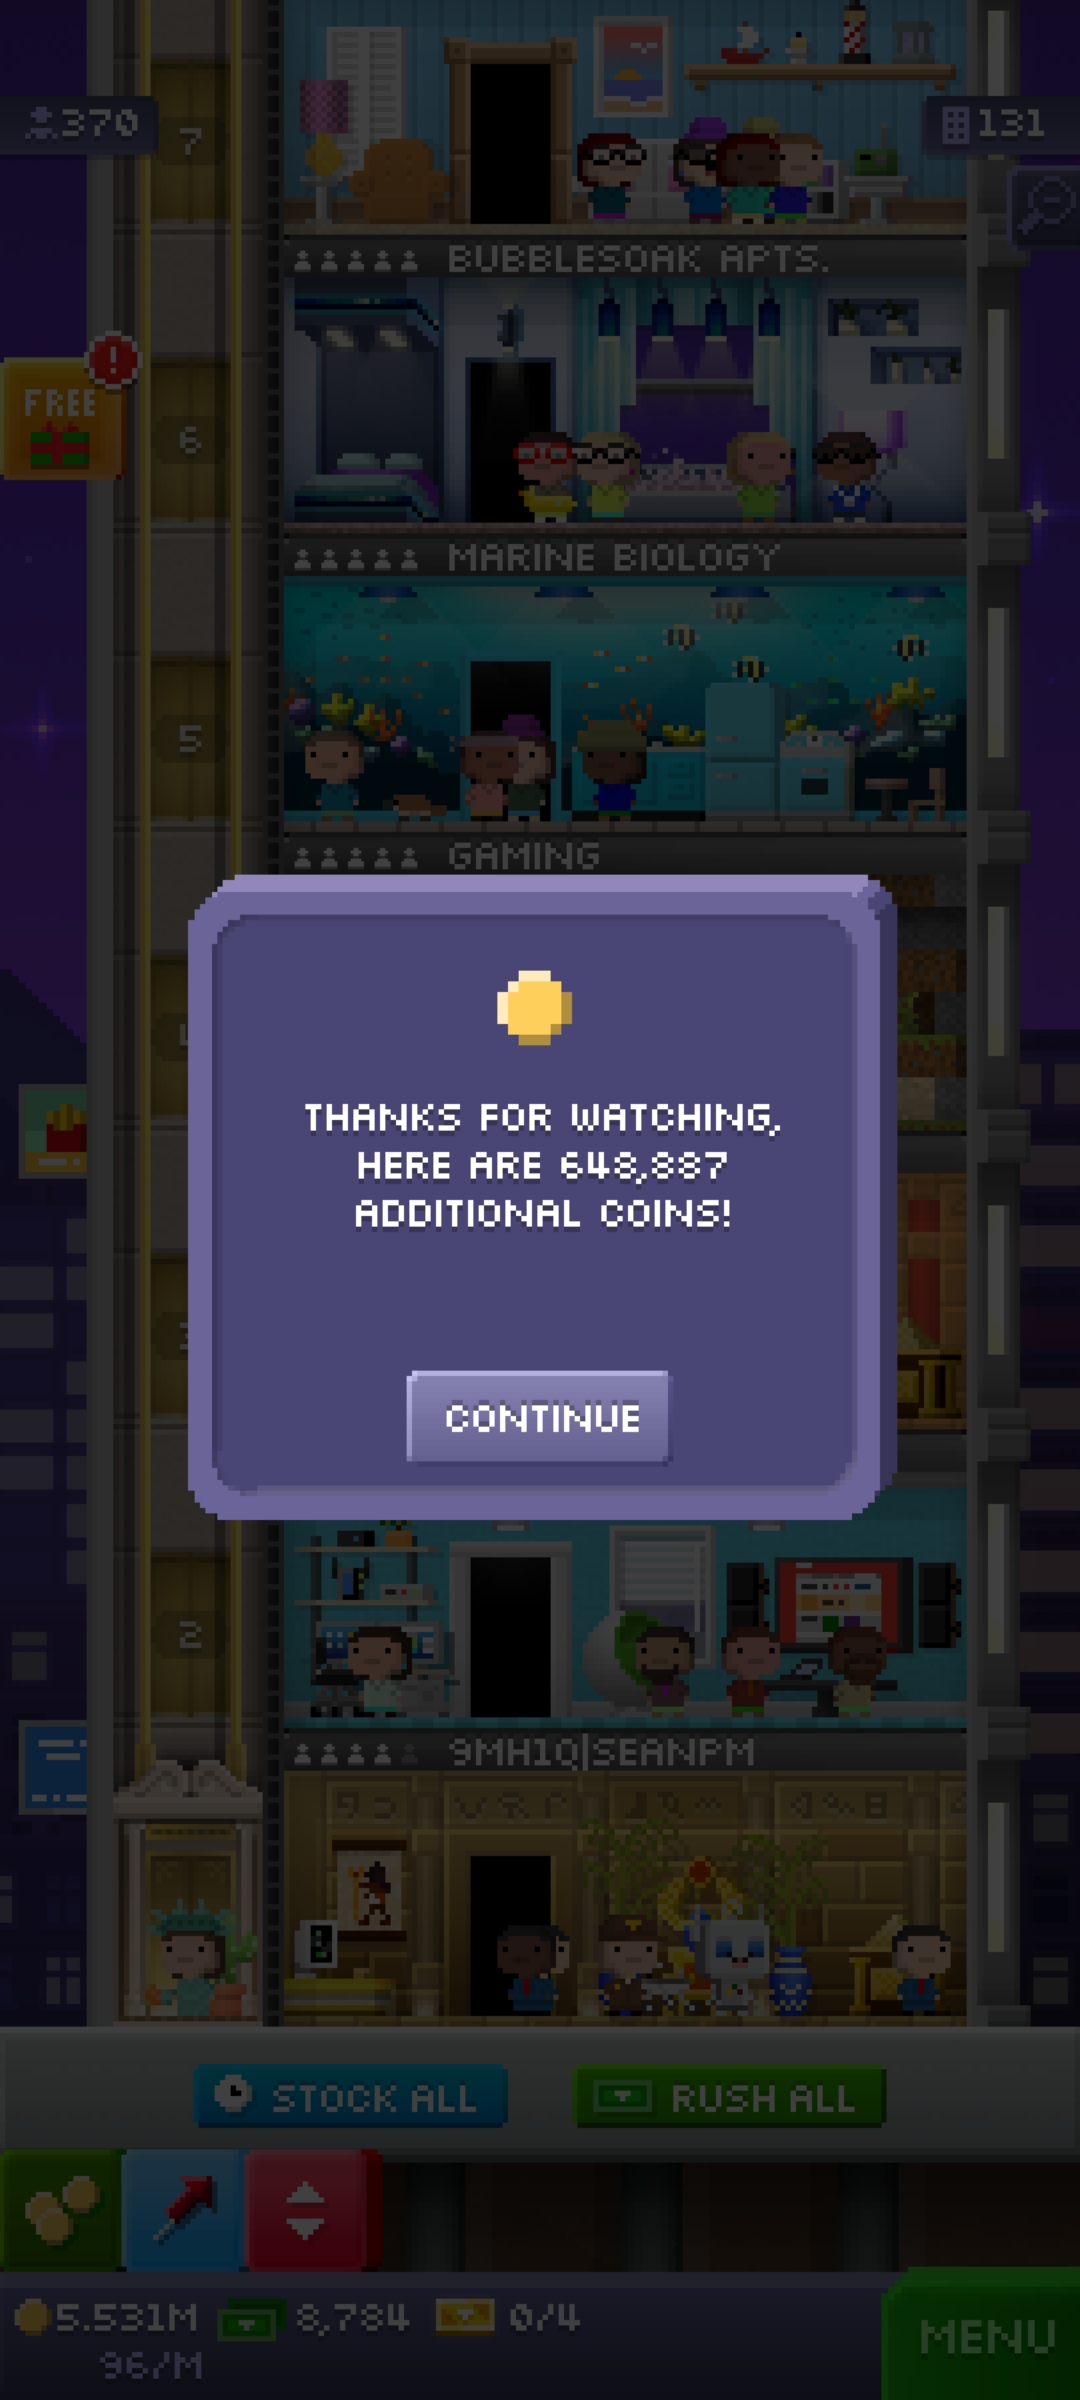 370
131
7
BUBBLESOAK APTS.
FREE
!
6
MARINE BIOLOGY
5
GAMING
THANKS FOR WATCHING,
HERE ARE 648,887
ADDITIONAL COINS!
CONTINUE
2
9MH1Q|SEANPM
STOCK ALL
RUSH ALL
5.531M
8,784
0/4
MENU
96/M